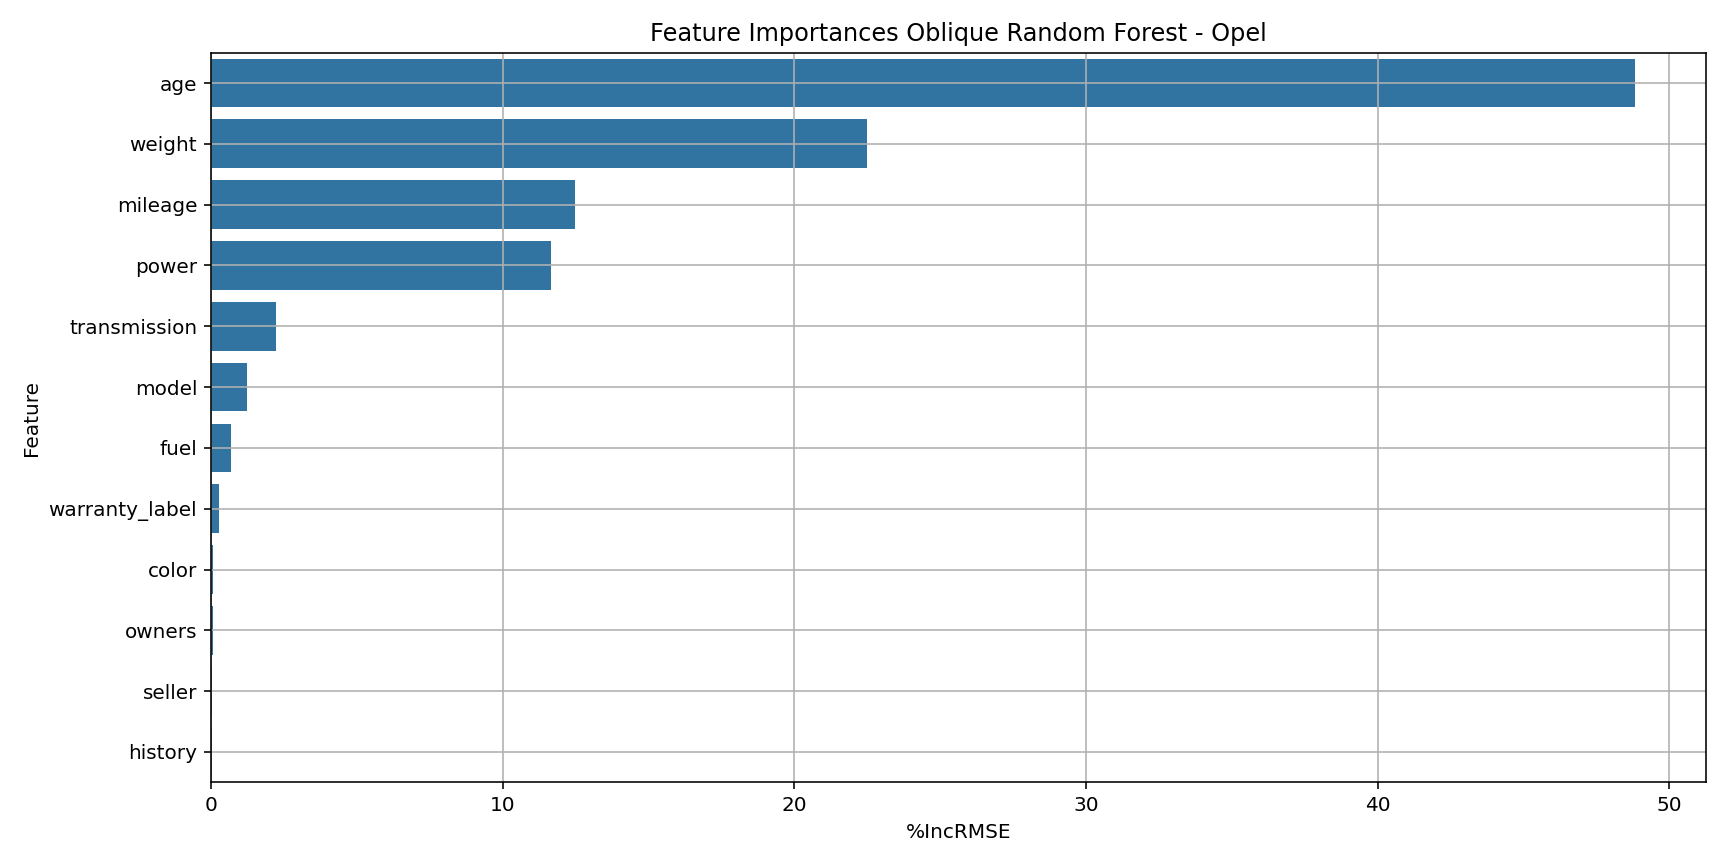 Feature Importances Oblique Random Forest - Opel
age
weight
mileage
power
transmission
model
fuel
warranty_label
color
owners
seller
history
Feature
0 10 20 30 40 50
%IncRMSE